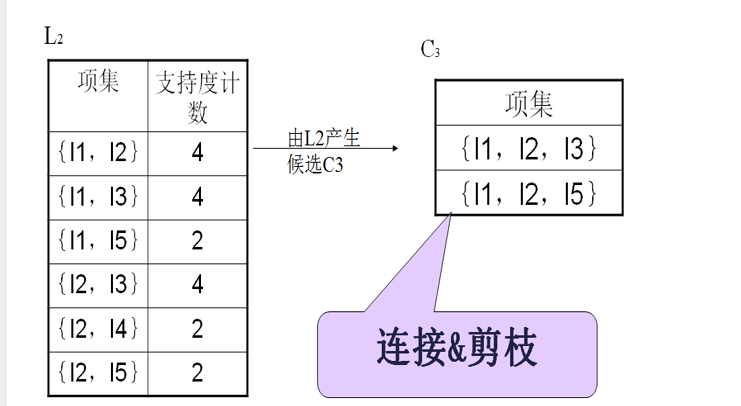 L2
项集 支持度计
数
{I1，I2} 4
{I1，I3} 4
{I1，I5} 2
{I2，I3} 4
{I2，I4} 2
{I2，I5} 2
由L2产生
候选C3
C3
项集
{I1，I2，I3}
{I1，I2，I5}
连接&剪枝